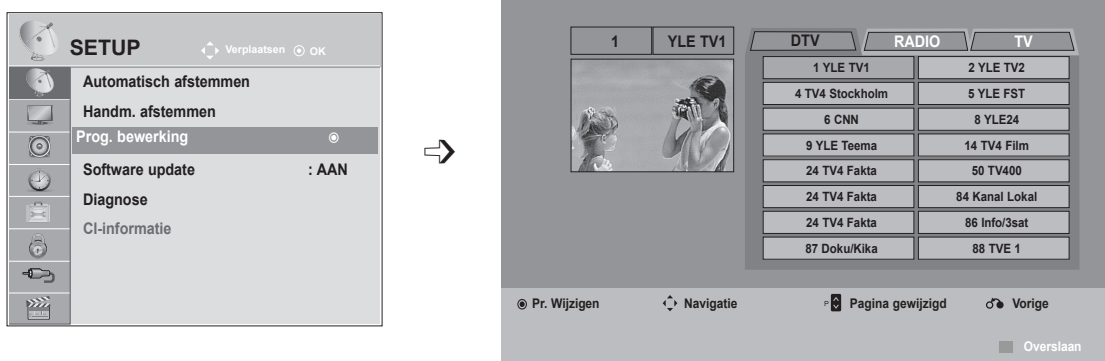 SETUP
Verplaatsen OK
Automatisch afstemmen
Handm. afstemmen
Prog. bewerking
Software update : AAN
Diagnose
CI-informatie
1 YLE TV1
DTV RADIO TV
1 YLE TV1 2 YLE TV2
4 TV4 Stockholm 5 YLE FST
6 CNN 8 YLE24
9 YLE Teema 14 TV4 Film
24 TV4 Fakta 50 TV400
24 TV4 Fakta 84 Kanal Lokal
24 TV4 Fakta 86 Info/3sat
87 Doku/Kika 88 TVE 1
Pr. Wijzigen Navigatie P Pagina gewijzigd Vorige
Overslaan